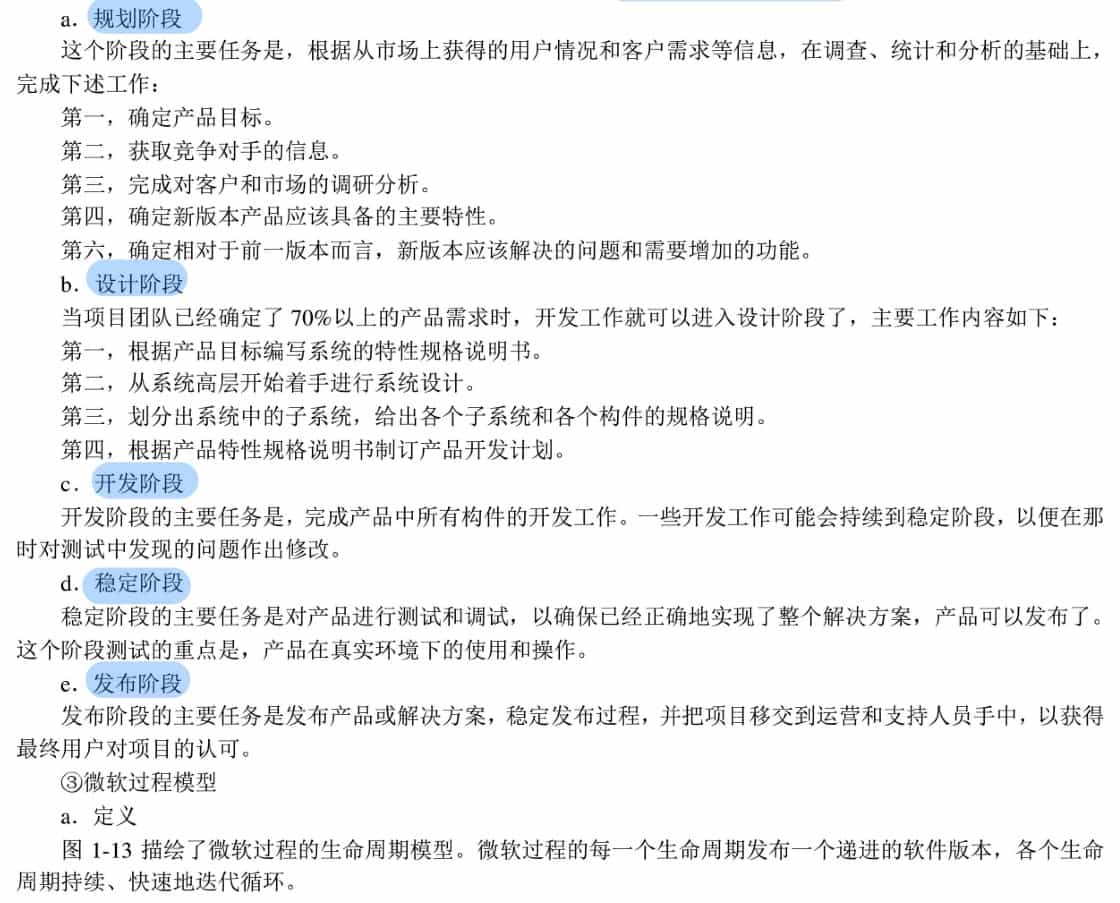 a．规划阶段
这个阶段的主要任务是，根据从市场上获得的用户情况和客户需求等信息，在调查、统计和分析的基础上，
完成下述工作：
第一，确定产品目标。
第二，获取竞争对手的信息。
第三，完成对客户和市场的调研分析。
第四，确定新版本产品应该具备的主要特性。
第六，确定相对于前一版本而言，新版本应该解决的问题和需要增加的功能。
b．设计阶段
当项目团队已经确定了 70%以上的产品需求时，开发工作就可以进入设计阶段了，主要工作内容如下：
第一，根据产品目标编写系统的特性规格说明书。
第二，从系统高层开始着手进行系统设计。
第三，划分出系统中的子系统，给出各个子系统和各个构件的规格说明。
第四，根据产品特性规格说明书制订产品开发计划。
c．开发阶段
开发阶段的主要任务是，完成产品中所有构件的开发工作。一些开发工作可能会持续到稳定阶段，以便在那
时对测试中发现的问题作出修改。
d．稳定阶段
稳定阶段的主要任务是对产品进行测试和调试，以确保已经正确地实现了整个解决方案，产品可以发布了。
这个阶段测试的重点是，产品在真实环境下的使用和操作。
e．发布阶段
发布阶段的主要任务是发布产品或解决方案，稳定发布过程，并把项目移交到运营和支持人员手中，以获得
最终用户对项目的认可。
③微软过程模型
a．定义
图 1-13 描绘了微软过程的生命周期模型。微软过程的每一个生命周期发布一个递进的软件版本，各个生命
周期持续、快速地迭代循环。